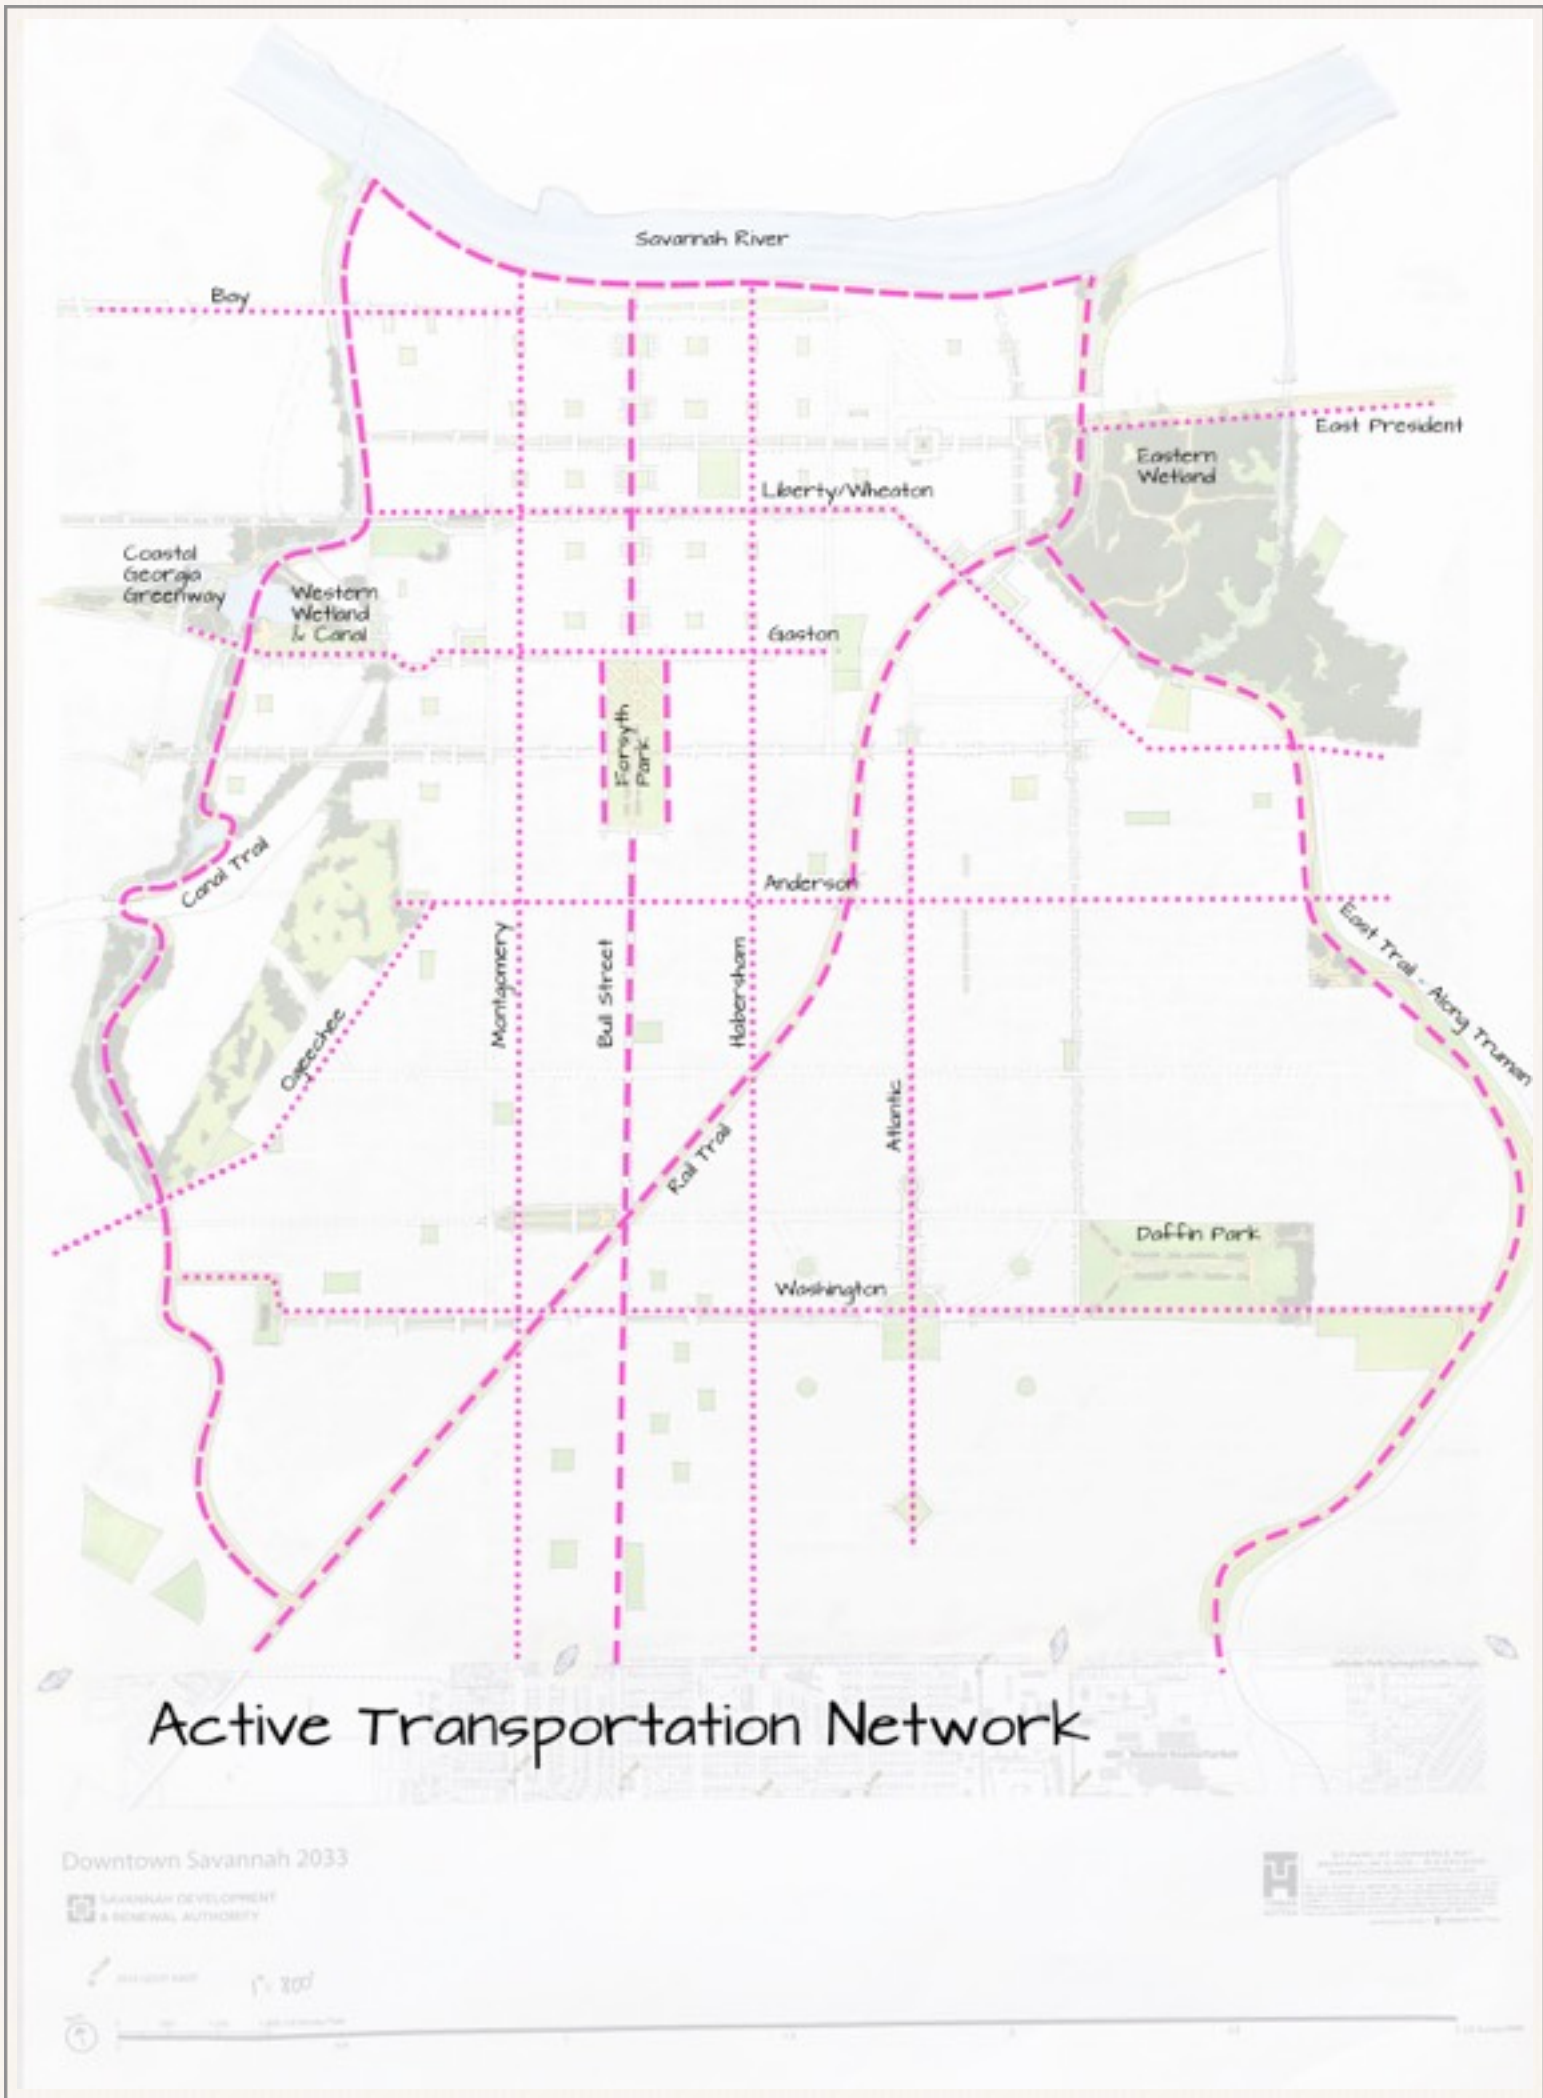 Savannah River
Bay
East President
Eastern
Wetland
Liberty/Wheaton
Coastal
Georgia
Greenway
Western
Wetland
& Canal
Gaston
Forsyth
Park
Canal Trail
Anderson
East Trail - Along Truman
Montgomery
Bull Street
Habersham
Ogeechee
Atlantic
Rail Trail
Daffin Park
Washington
Active Transportation Network
Downtown Savannah 2033
SAVANNAH DEVELOPMENT
& RENEWAL AUTHORITY
1"= 800'